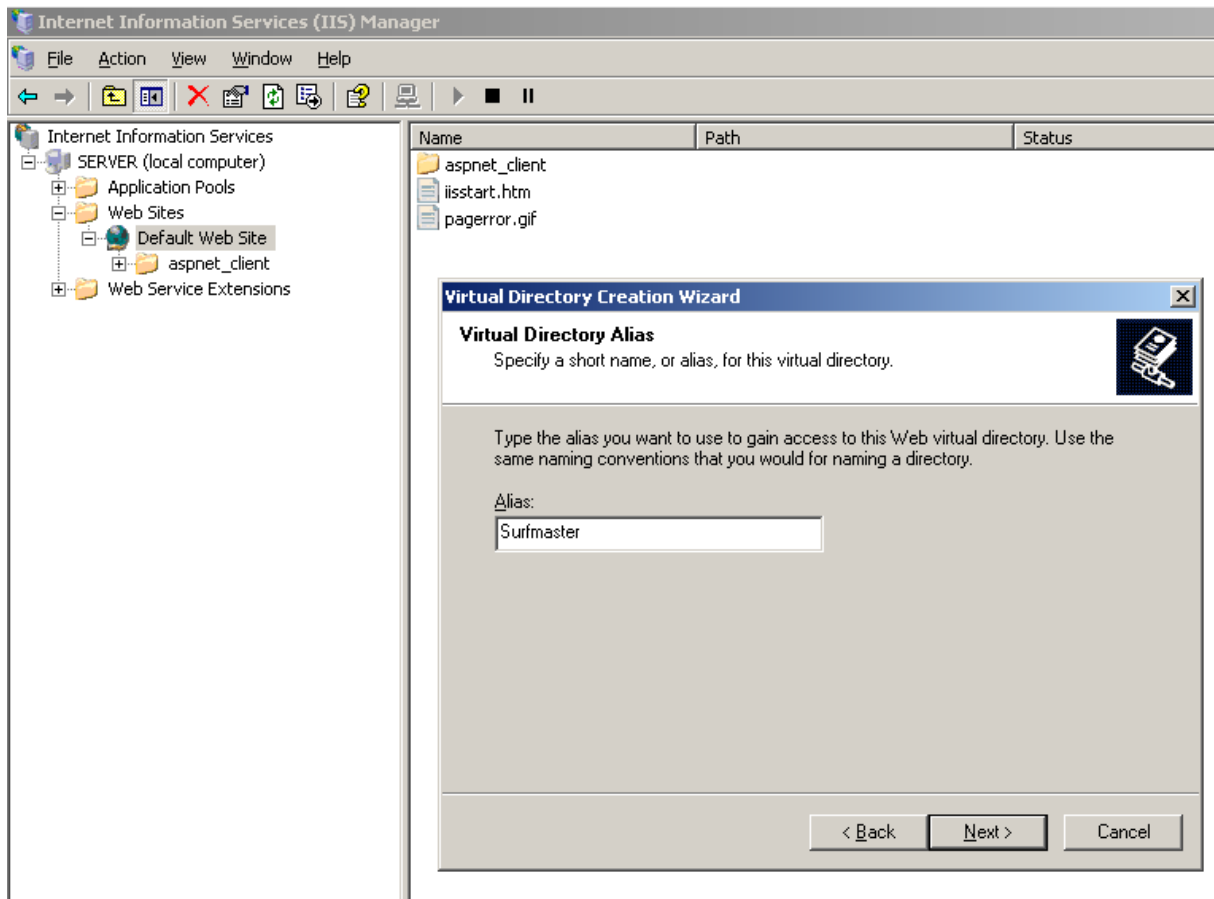 Internet Information Services (IIS) Manager
File Action View Window Help
Internet Information Services
SERVER (local computer)
Application Pools
Web Sites
Default Web Site
aspnet_client
Web Service Extensions
Name Path Status
aspnet_client
iisstart.htm
pagerror.gif
Virtual Directory Creation Wizard
Virtual Directory Alias
Specify a short name, or alias, for this virtual directory.
Type the alias you want to use to gain access to this Web virtual directory. Use the
same naming conventions that you would for naming a directory.
Alias:
Surfmaster
< Back Next > Cancel